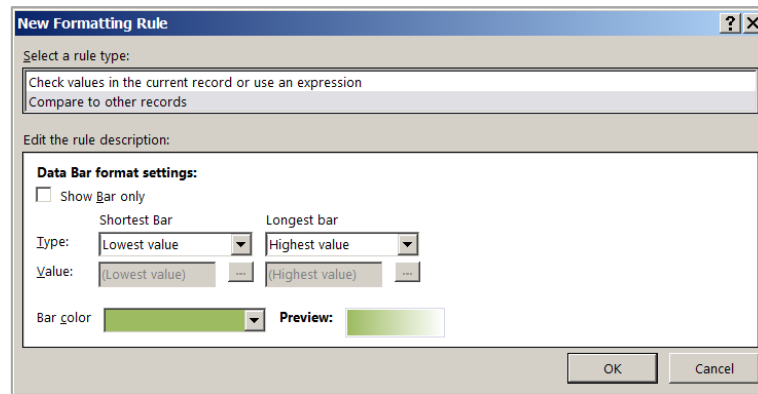 New Formatting Rule ? X
Select a rule type:
Check values in the current record or use an expression
Compare to other records
Edit the rule description:
Data Bar format settings:
Show Bar only
Shortest Bar Longest bar
Type: Lowest value Highest value
Value: (Lowest value) ... (Highest value) ...
Bar color Preview:
OK Cancel